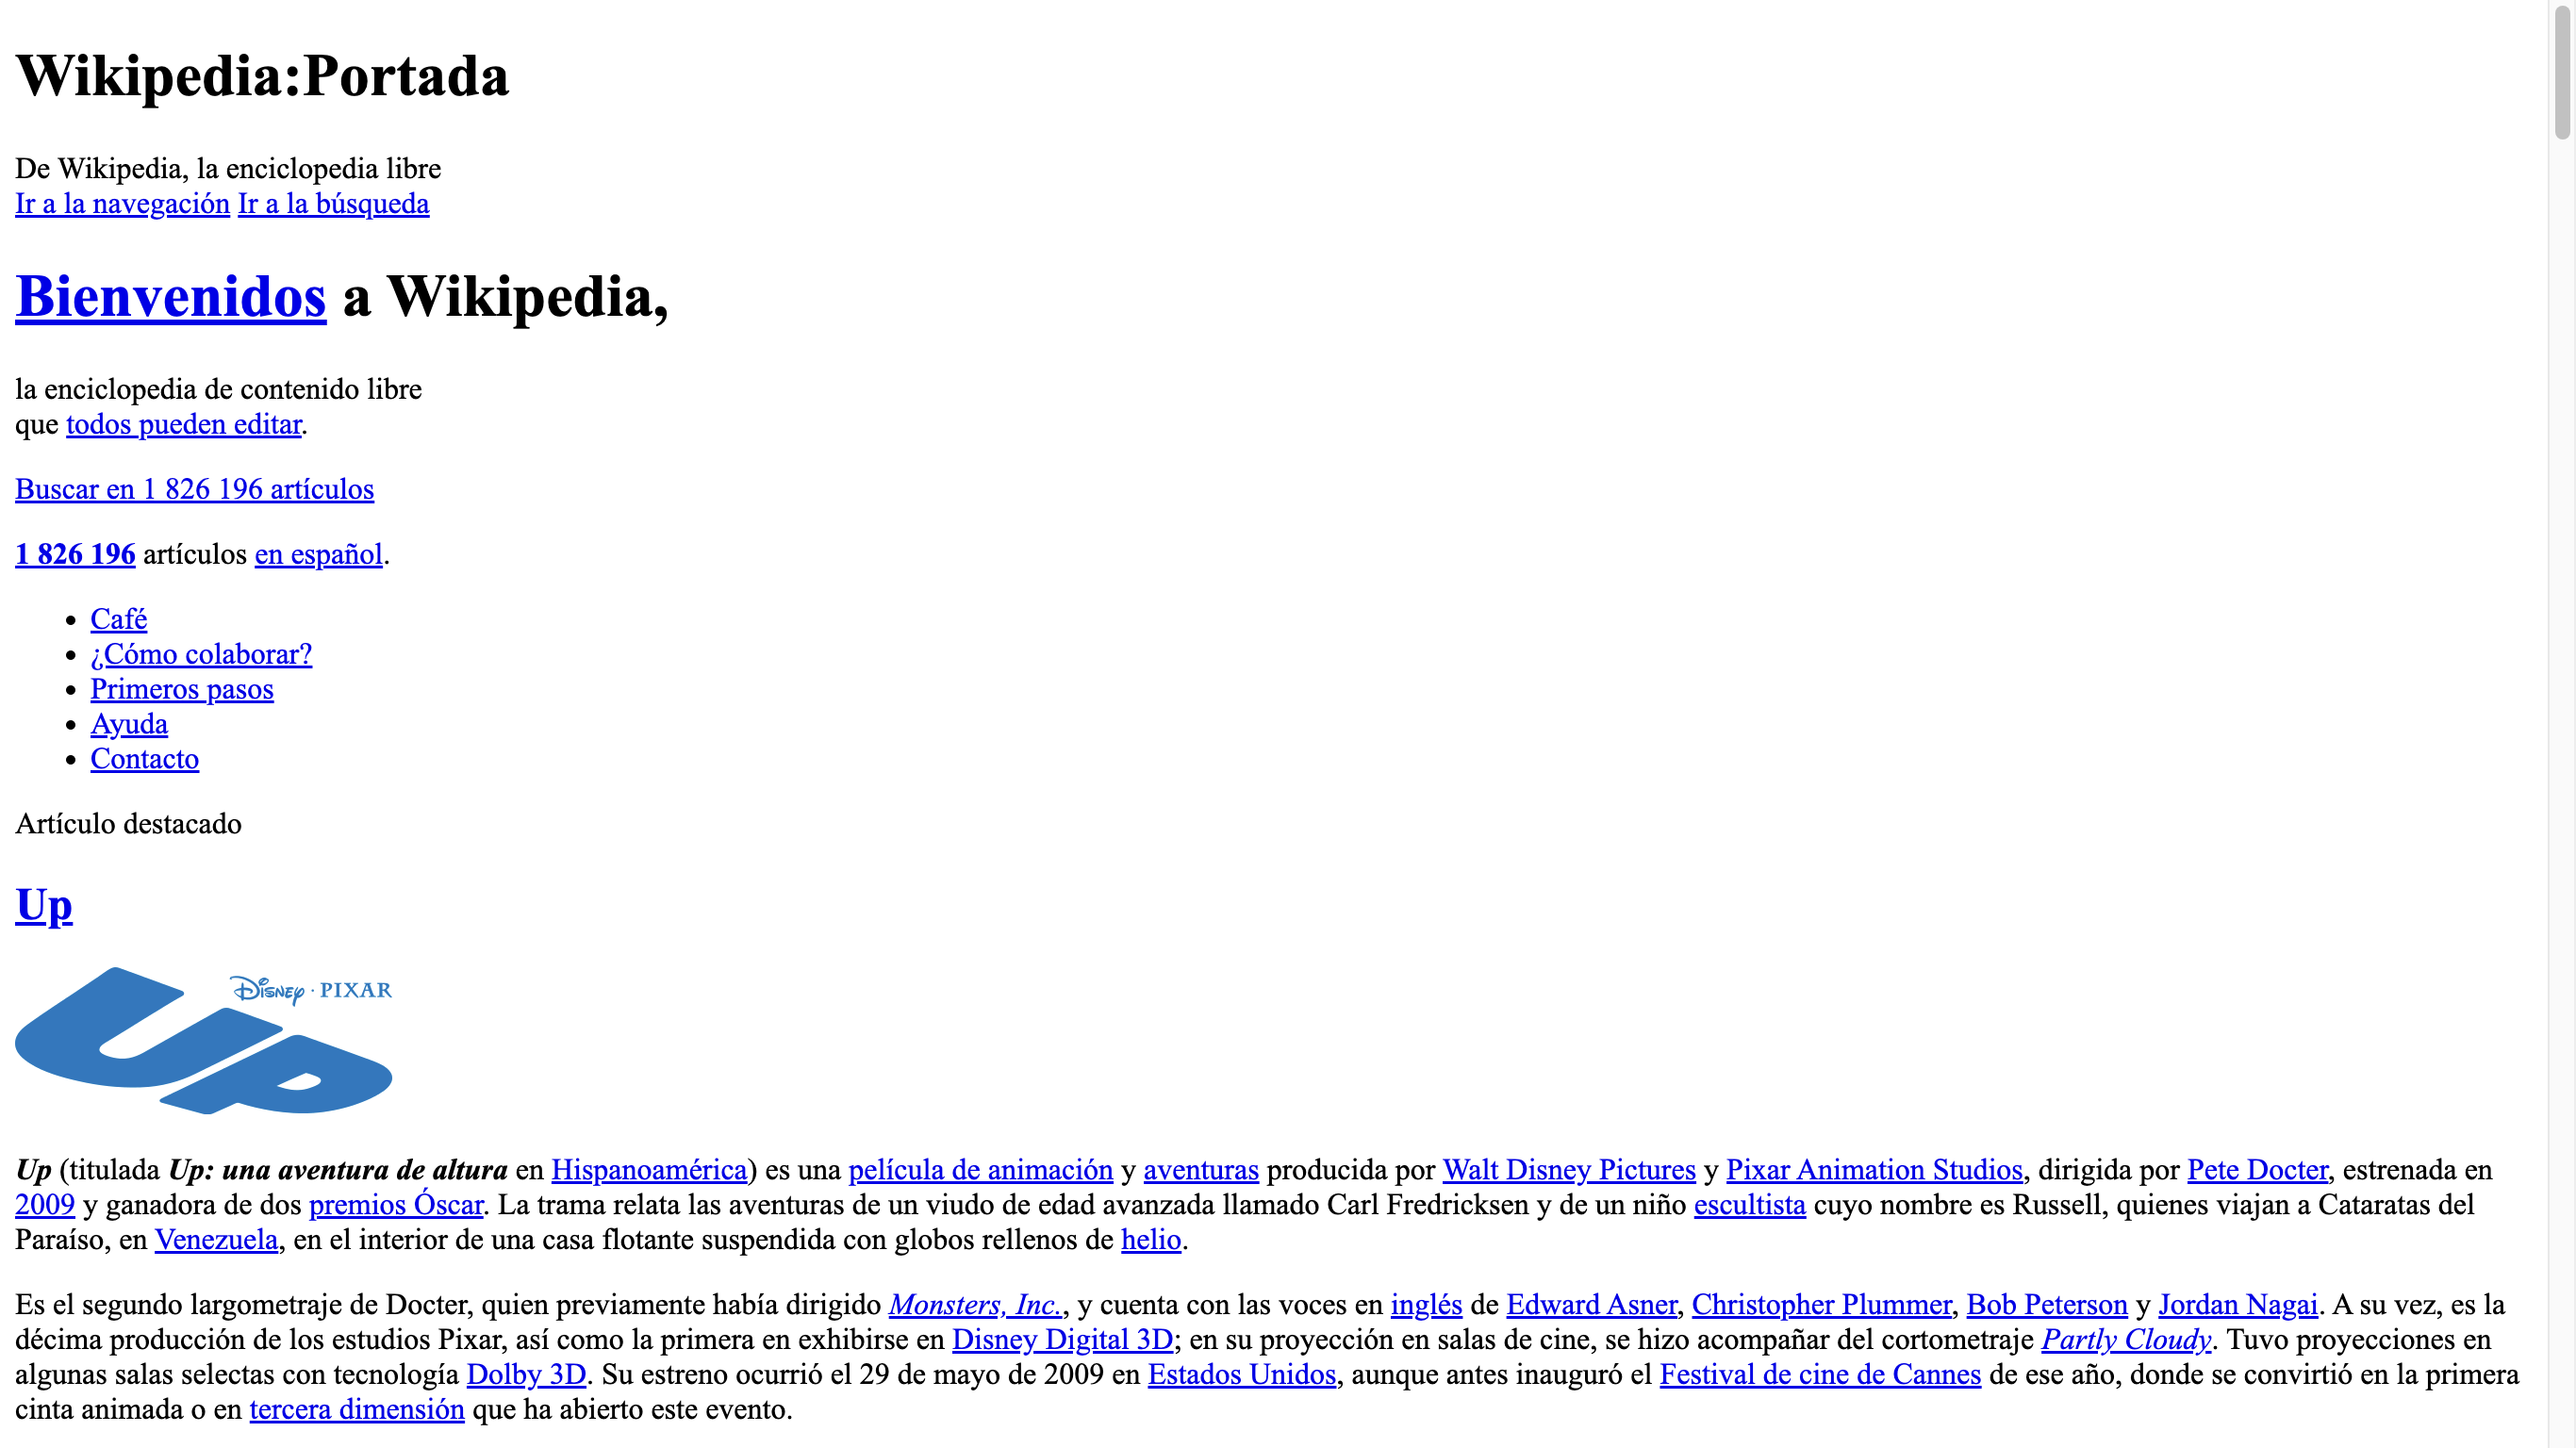 Wikipedia:Portada
De Wikipedia, la enciclopedia libre
Ir a la navegación Ir a la búsqueda
Bienvenidos a Wikipedia,
la enciclopedia de contenido libre
que todos pueden editar.
Buscar en 1 826 196 artículos
1 826 196 artículos en español.
Café
¿Cómo colaborar?
Primeros pasos
Ayuda
Contacto
Artículo destacado
Up
Disney · PIXAR
UP
Up (titulada Up: una aventura de altura en Hispanoamérica) es una película de animación y aventuras producida por Walt Disney Pictures y Pixar Animation Studios, dirigida por Pete Docter, estrenada en
2009 y ganadora de dos premios Óscar. La trama relata las aventuras de un viudo de edad avanzada llamado Carl Fredricksen y de un niño escultista cuyo nombre es Russell, quienes viajan a Cataratas del
Paraíso, en Venezuela, en el interior de una casa flotante suspendida con globos rellenos de helio.
Es el segundo largometraje de Docter, quien previamente había dirigido Monsters, Inc., y cuenta con las voces en inglés de Edward Asner, Christopher Plummer, Bob Peterson y Jordan Nagai. A su vez, es la
décima producción de los estudios Pixar, así como la primera en exhibirse en Disney Digital 3D; en su proyección en salas de cine, se hizo acompañar del cortometraje Partly Cloudy. Tuvo proyecciones en
algunas salas selectas con tecnología Dolby 3D. Su estreno ocurrió el 29 de mayo de 2009 en Estados Unidos, aunque antes inauguró el Festival de cine de Cannes de ese año, donde se convirtió en la primera
cinta animada o en tercera dimensión que ha abierto este evento.